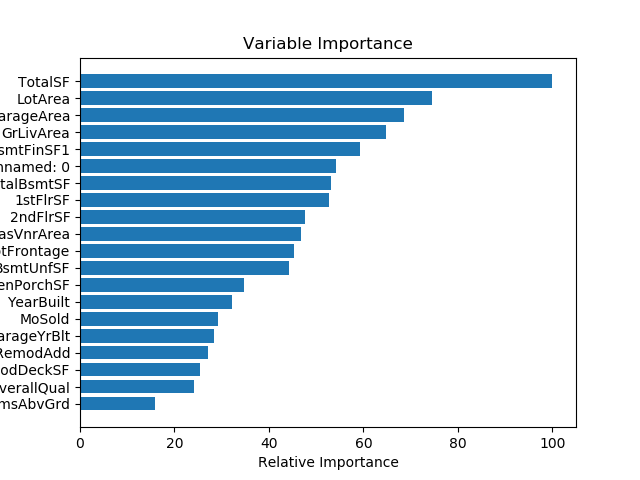 Variable Importance
TotalSF
LotArea
arageArea
GrLivArea
smtFinSF1
nnamed: 0
talBsmtSF
1stFlrSF
2ndFlrSF
asVnrArea
otFrontage
BsmtUnfSF
enPorchSF
YearBuilt
MoSold
arageYrBlt
RemodAdd
odDeckSF
verallQual
msAbvGrd
0 20 40 60 80 100
Relative Importance